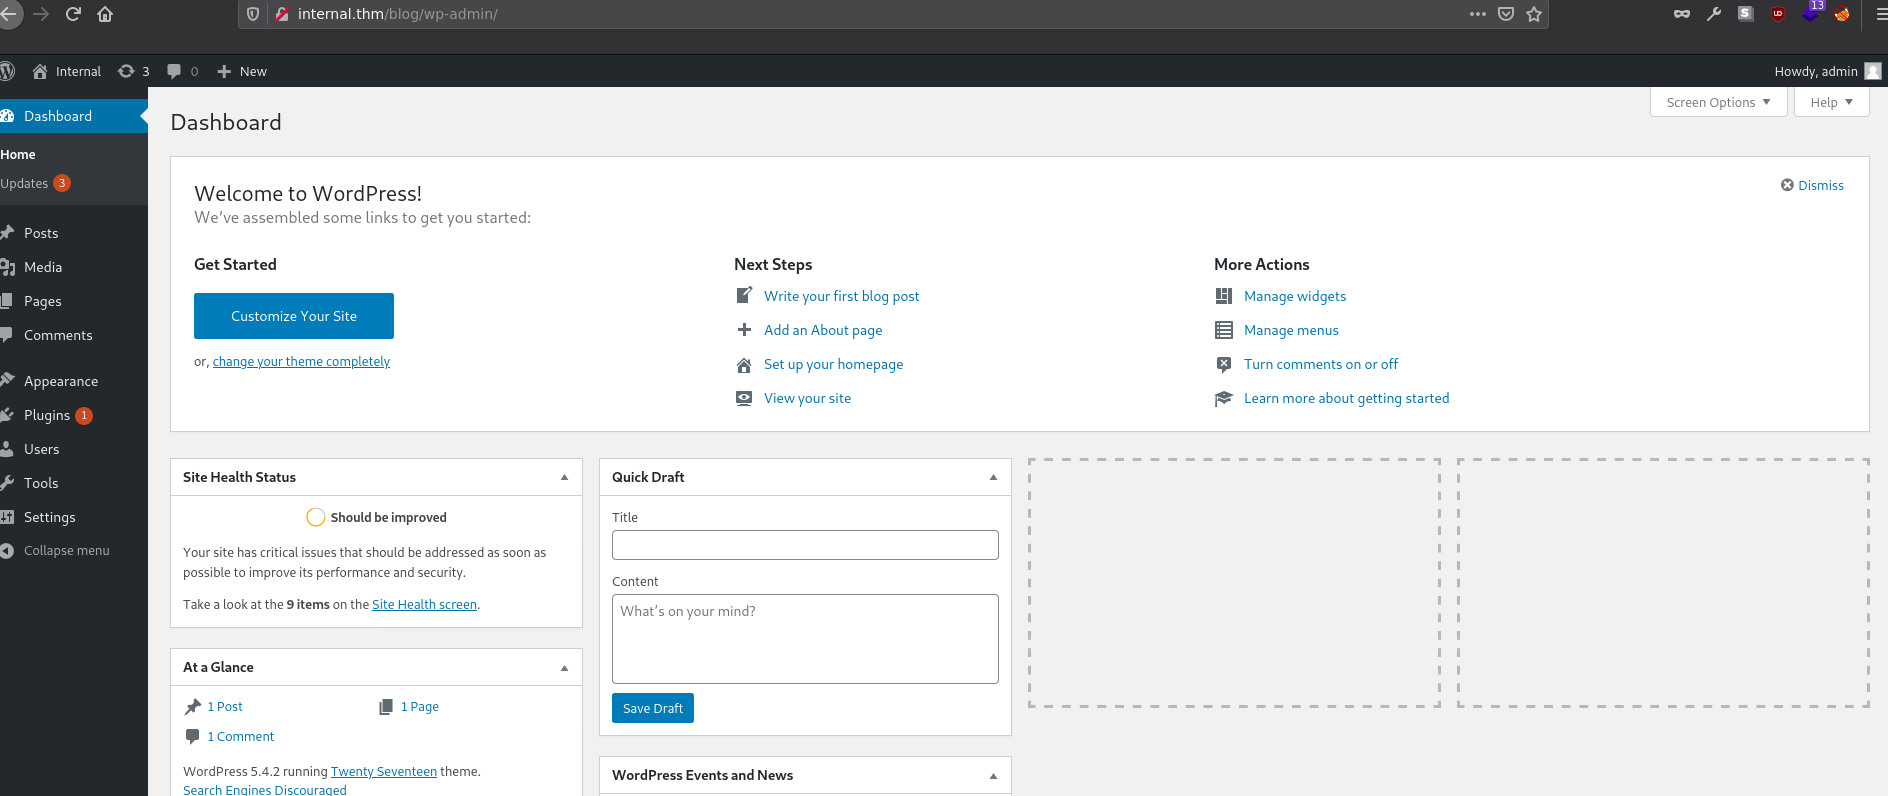 internal.thm/blog/wp-admin/
13
Internal 3 0 New
Howdy, admin
Dashboard
Home
Updates 3
Posts
Media
Pages
Comments
Appearance
Plugins 1
Users
Tools
Settings
Collapse menu
Screen Options
Help
Dashboard
Welcome to WordPress!
We’ve assembled some links to get you started:
Dismiss
Get Started
Customize Your Site
or, change your theme completely
Next Steps
Write your first blog post
Add an About page
Set up your homepage
View your site
More Actions
Manage widgets
Manage menus
Turn comments on or off
Learn more about getting started
Site Health Status
Should be improved
Your site has critical issues that should be addressed as soon as
possible to improve its performance and security.
Take a look at the 9 items on the Site Health screen.
At a Glance
1 Post
1 Page
1 Comment
WordPress 5.4.2 running Twenty Seventeen theme.
Search Engines Discouraged
Quick Draft
Title
Content
What’s on your mind?
Save Draft
WordPress Events and News